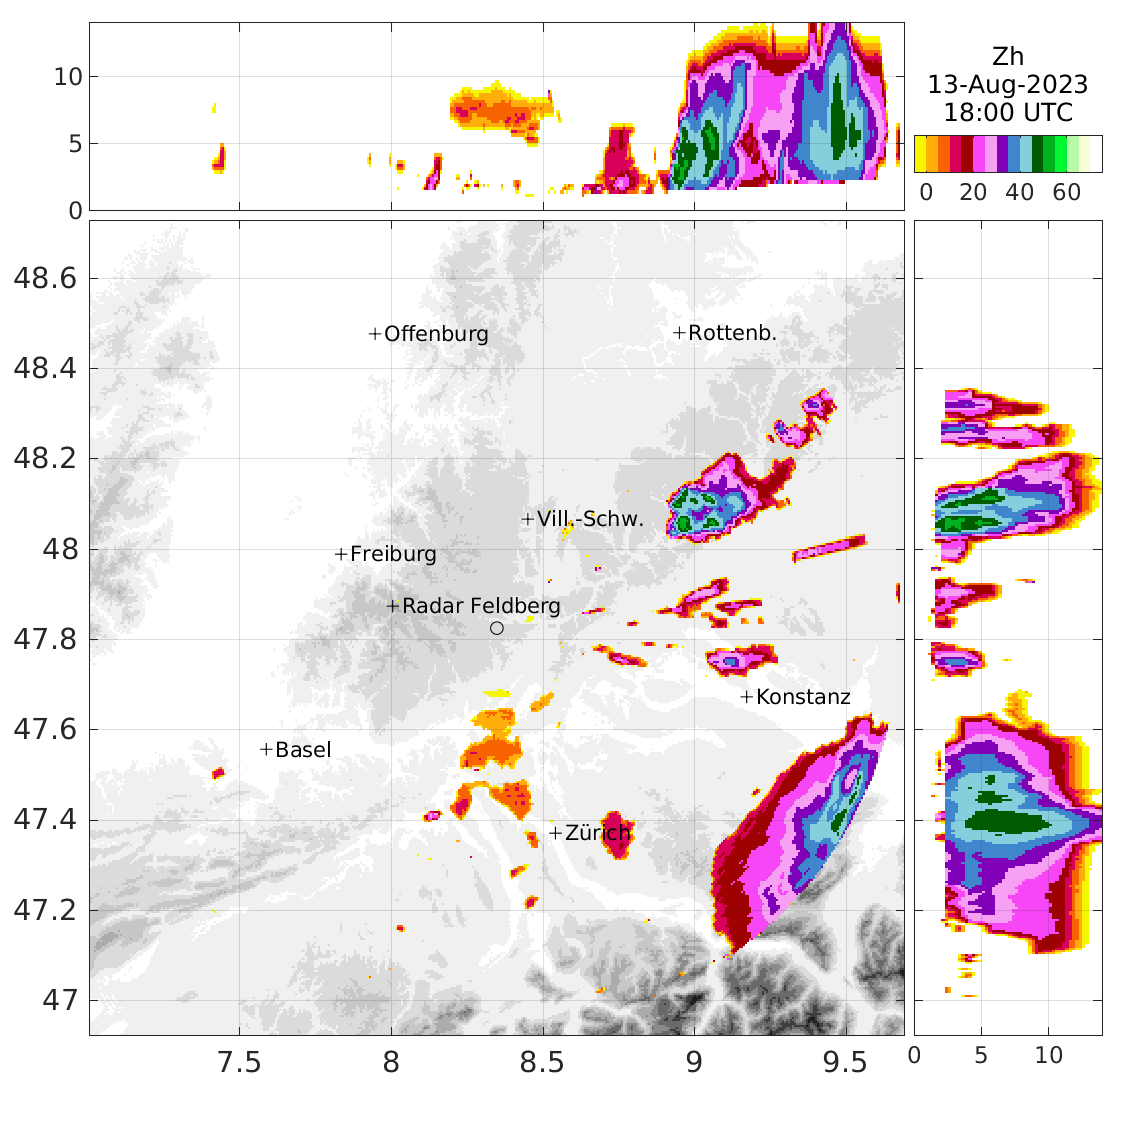 Zh
13-Aug-2023
18:00 UTC
0 20 40 60
10
5
0
48.6
48.4
48.2
48
47.8
47.6
47.4
47.2
47
+Offenburg
+Rottenb.
+Vill.-Schw.
+Freiburg
+Radar Feldberg
+Konstanz
+Basel
+Zürich
7.5 8 8.5 9 9.5
0 5 10